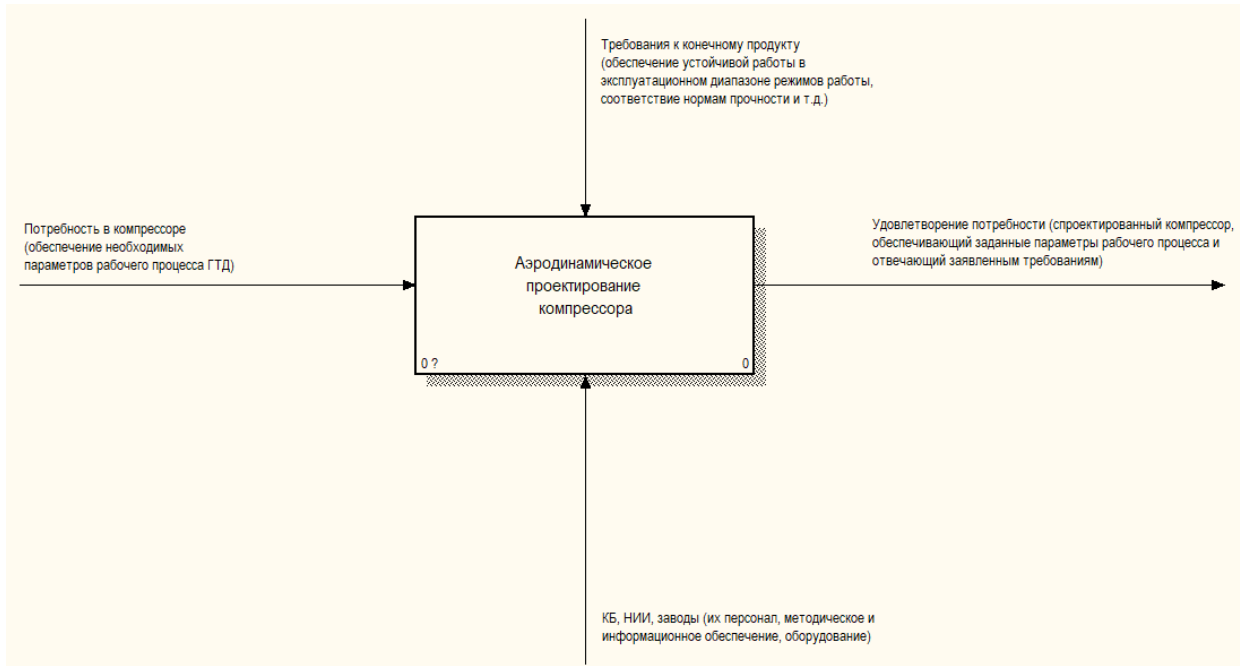 Требования к конечному продукту
(обеспечение устойчивой работы в
эксплуатационном диапазоне режимов работы,
соответствие нормам прочности и т.д.)
Потребность в компрессоре
(обеспечение необходимых
параметров рабочего процесса ГТД)
Удовлетворение потребности (спроектированный компрессор,
обеспечивающий заданные параметры рабочего процесса и
отвечающий заявленным требованиям)
Аэродинамическое
проектирование
компрессора
0 ?
0
КБ, НИИ, заводы (их персонал, методическое и
информационное обеспечение, оборудование)